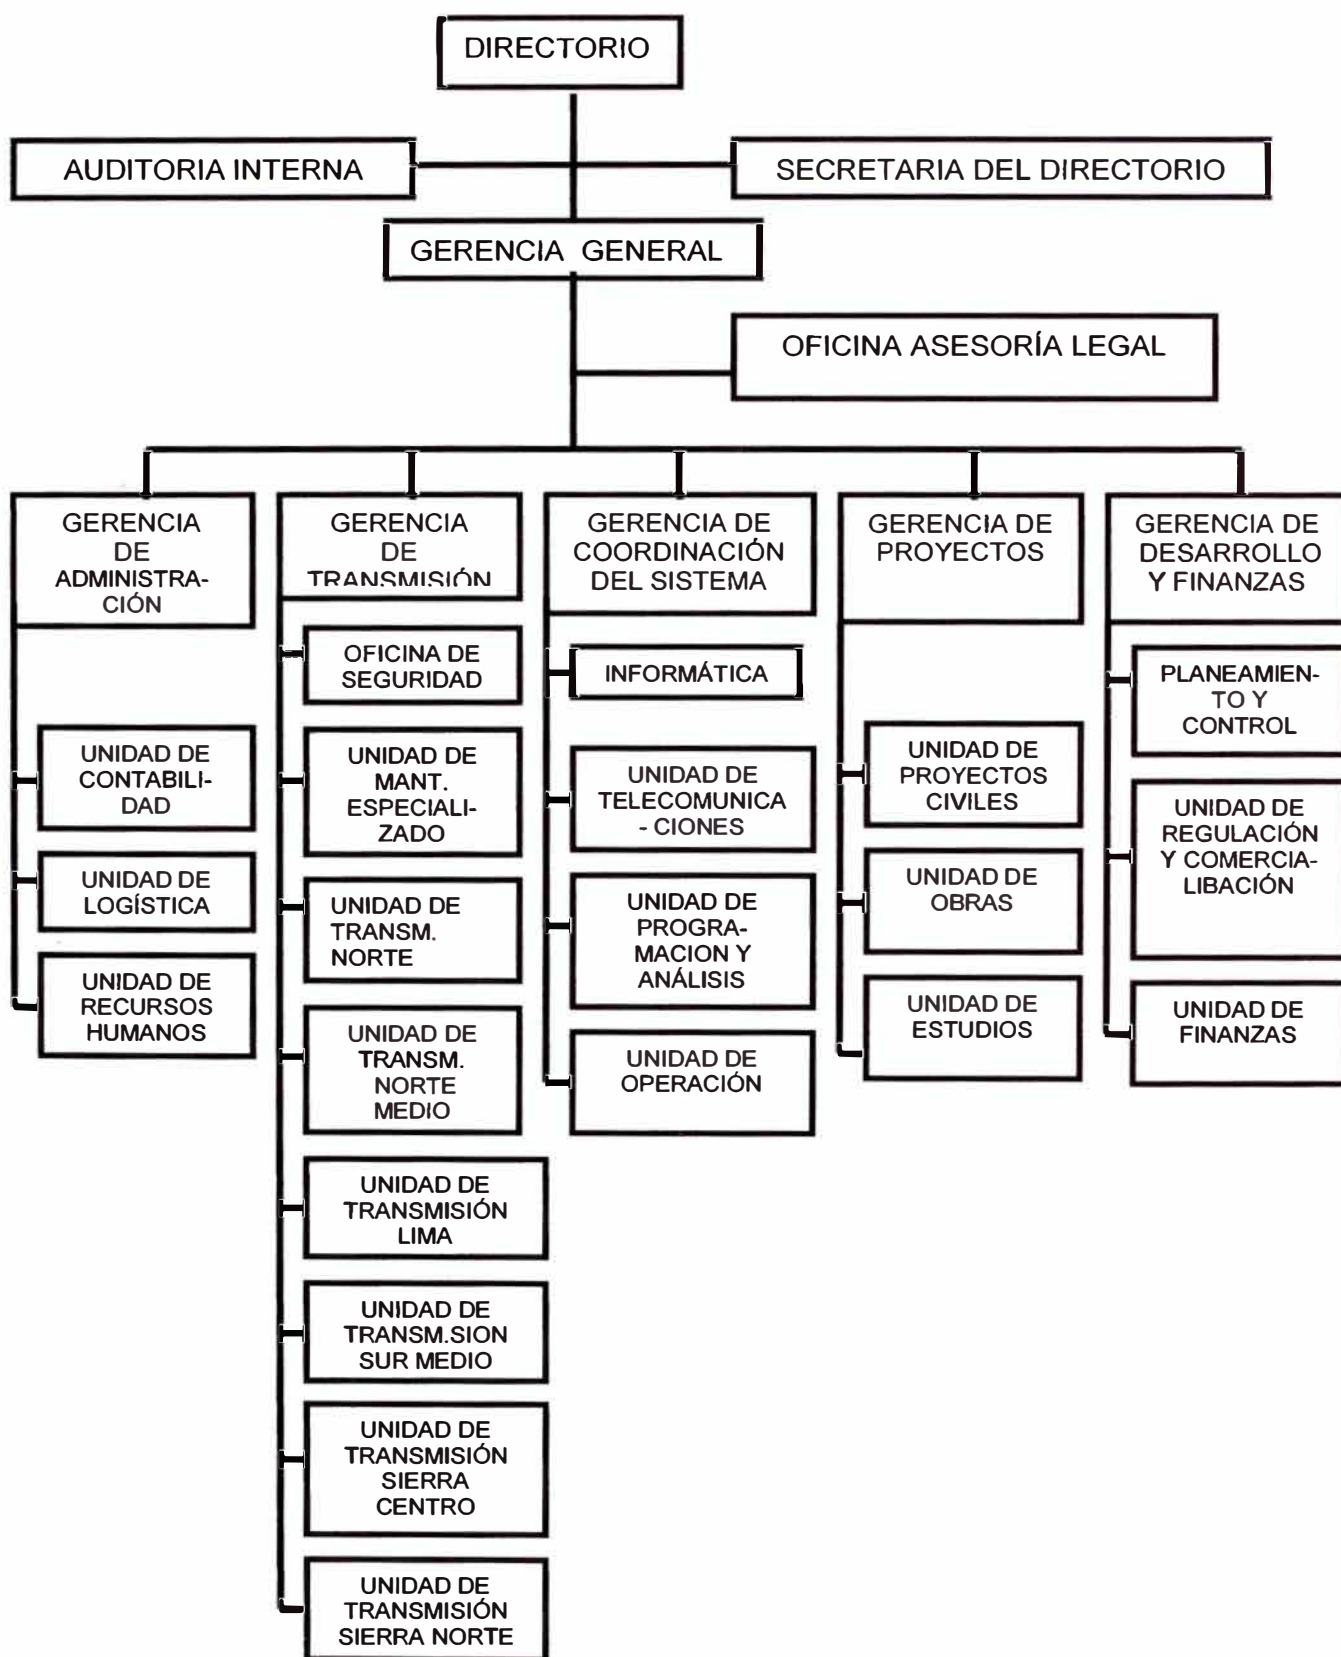 DIRECTORIO
AUDITORIA INTERNA
SECRETARIA DEL DIRECTORIO
GERENCIA GENERAL
OFICINA ASESORÍA LEGAL
GERENCIA
DE
ADMINISTRA-
CIÓN
UNIDAD DE
CONTABILI-
DAD
UNIDAD DE
LOGÍSTICA
UNIDAD DE
RECURSOS
HUMANOS
GERENCIA
DE
TRANSMISIÓN
OFICINA DE
SEGURIDAD
UNIDAD DE
MANT.
ESPECIALI-
ZADO
UNIDAD DE
TRANSM.
NORTE
UNIDAD DE
TRANSM.
NORTE
MEDIO
UNIDAD DE
TRANSMISIÓN
LIMA
UNIDAD DE
TRANSM.SION
SUR MEDIO
UNIDAD DE
TRANSMISIÓN
SIERRA
CENTRO
UNIDAD DE
TRANSMISIÓN
SIERRA NORTE
GERENCIA DE
COORDINACIÓN
DEL SISTEMA
INFORMÁTICA
UNIDAD DE
TELECOMUNICA
- CIONES
UNIDAD DE
PROGRA-
MACION Y
ANÁLISIS
UNIDAD DE
OPERACIÓN
GERENCIA DE
PROYECTOS
UNIDAD DE
PROYECTOS
CIVILES
UNIDAD DE
OBRAS
UNIDAD DE
ESTUDIOS
GERENCIA DE
DESARROLLO
Y FINANZAS
PLANEAMIEN-
TO Y
CONTROL
UNIDAD DE
REGULACIÓN
Y COMERCIA-
LIBACIÓN
UNIDAD DE
FINANZAS